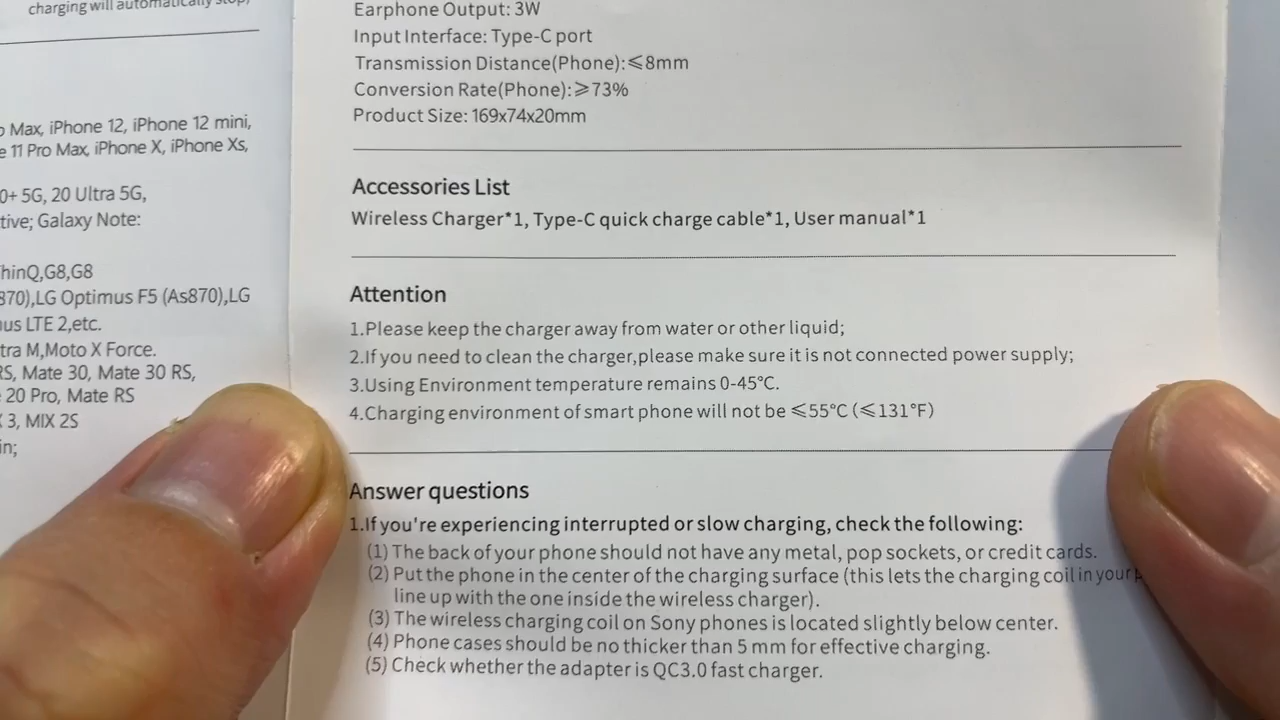 charging will automatically stop,
Max, iPhone 12, iPhone 12 mini,
11 Pro Max, iPhone X, iPhone Xs,
0+ 5G, 20 Ultra 5G,
tive; Galaxy Note:
hinQ,G8,G8
870),LG Optimus F5 (As870),LG
us LTE 2,etc.
tra M,Moto X Force.
RS, Mate 30, Mate 30 RS,
20 Pro, Mate RS
3, MIX 2S
in;
Earphone Output: 3W
Input Interface: Type-C port
Transmission Distance(Phone):≤8mm
Conversion Rate(Phone):≥73%
Product Size: 169x74x20mm
Accessories List
Wireless Charger*1, Type-C quick charge cable*1, User manual*1
Attention
1.Please keep the charger away from water or other liquid;
2.If you need to clean the charger,please make sure it is not connected power supply;
3.Using Environment temperature remains 0-45°C.
4.Charging environment of smart phone will not be ≤55°C (≤131°F)
Answer questions
1.If you're experiencing interrupted or slow charging, check the following:
(1) The back of your phone should not have any metal, pop sockets, or credit cards.
(2) Put the phone in the center of the charging surface (this lets the charging coil in your
line up with the one inside the wireless charger).
(3) The wireless charging coil on Sony phones is located slightly below center.
(4) Phone cases should be no thicker than 5 mm for effective charging.
(5) Check whether the adapter is QC3.0 fast charger.